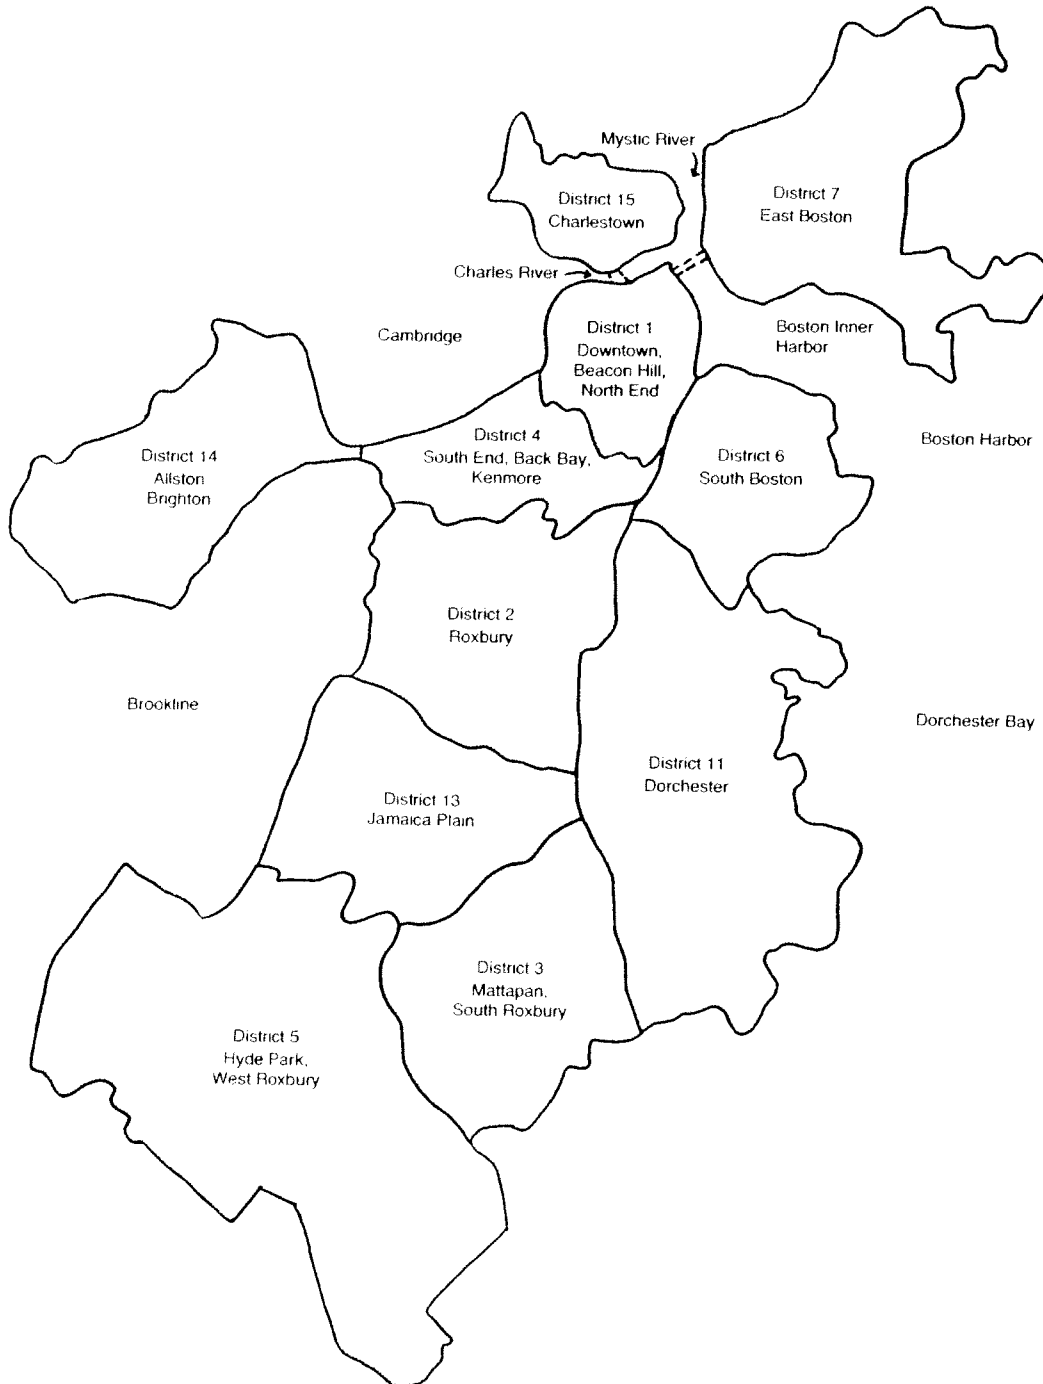 Mystic River
District 7
East Boston
District 15
Charlestown
Charles River
District 1
Downtown,
Beacon Hill,
North End
Boston Inner
Harbor
Cambridge
District 4
South End, Back Bay,
Kenmore
District 14
Allston
Brighton
District 6
South Boston
Boston Harbor
District 2
Roxbury
Brookline
Dorchester Bay
District 11
Dorchester
District 13
Jamaica Plain
District 3
Mattapan,
South Roxbury
District 5
Hyde Park,
West Roxbury